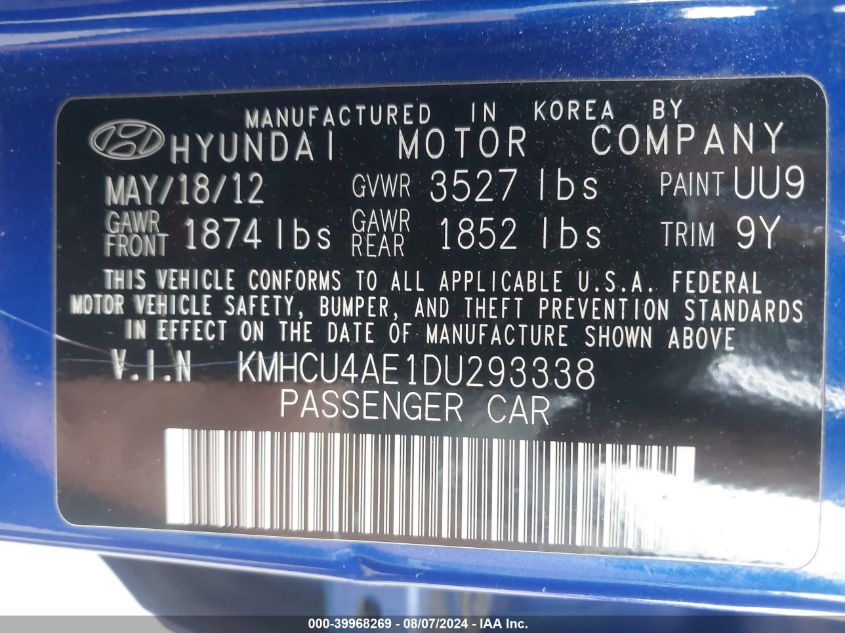 MANUFACTURED IN KOREA BY
HYUNDAI MOTOR COMPANY
MAY/18/12 GVWR 3527 lbs PAINT UU9
GAWR FRONT 1874 lbs GAWR REAR 1852 lbs TRIM 9Y
THIS VEHICLE CONFORMS TO ALL APPLICABLE U.S.A. FEDERAL
MOTOR VEHICLE SAFETY, BUMPER, AND THEFT PREVENTION STANDARDS
IN EFFECT ON THE DATE OF MANUFACTURE SHOWN ABOVE
V.I.N KMHCU4AE1DU293338
PASSENGER CAR
000-39968269 - 08/07/2024 - IAA Inc.